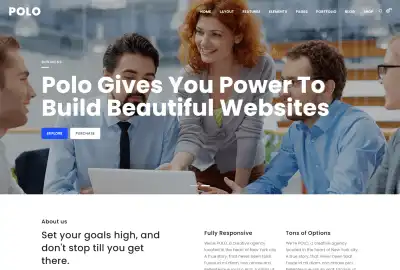 POLO
HOME LAYOUT FEATURES ELEMENTS PAGES PORTFOLIO BLOG SHOP
Polo Gives You Power To
Build Beautiful Websites
EXPLORE PURCHASE
About us
Set your goals high, and
don't stop till you get
there.
Fully Responsive
We're POLO, a creative agency
located in the heart of New York city.
A true story, that never been told.
Tons of Options
We're POLO, a creative agency
located in the heart of New York city.
A true story, that never been told.